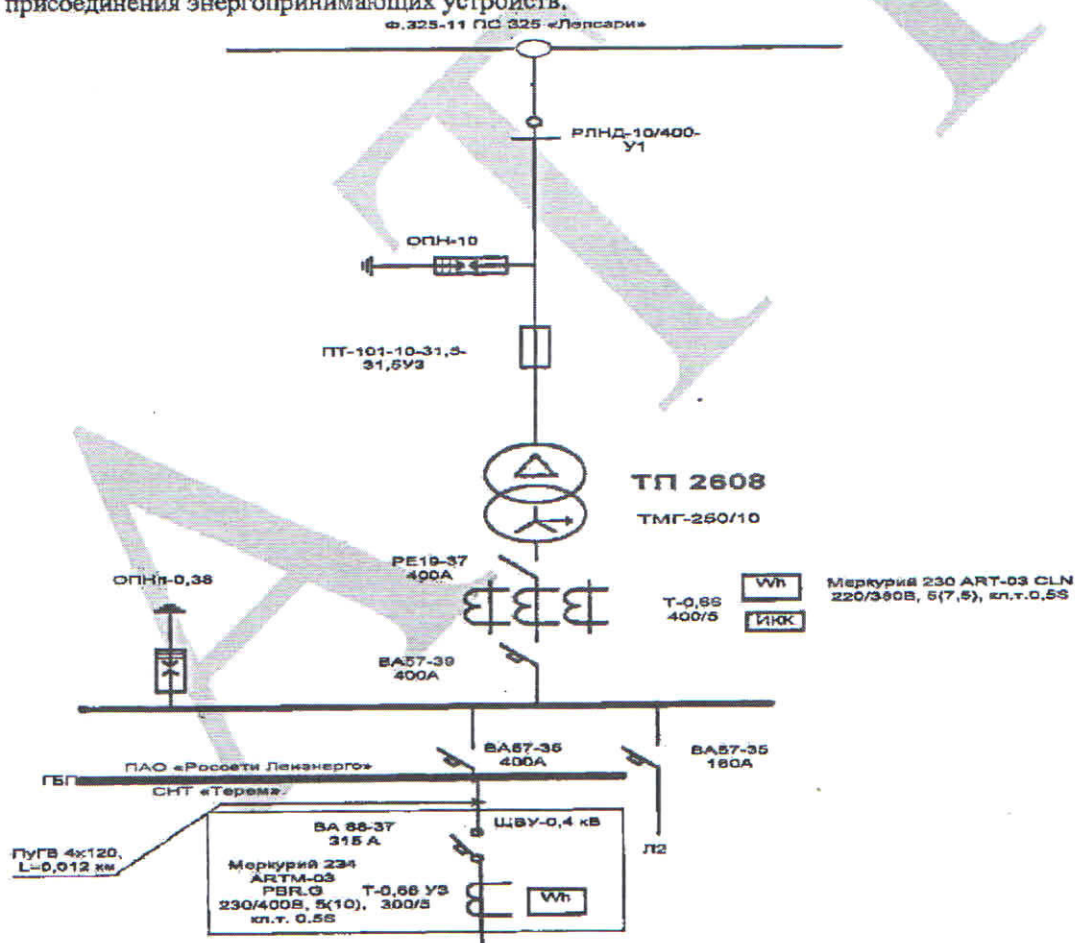 присоединения энергопринимающих устройств.
Ф.325-11 ПС 325 «Лепсари»
РЛНД-10/400-
У1
ОПН-10
ПТ-101-10-31,5-
31,5У3
ТП 2608
ТМГ-250/10
РЕ19-37
400А
ОПНп-0,38
Т-0,66
400/5
Wh
ИКК
Меркурий 230 ART-03 CLN
220/380В, 5(7,5), кл.т.0,5S
ВА57-39
400А
ВА57-35
400А
ВА57-35
160А
ГБП
ПАО «Россети Ленэнерго»
СНТ «Терем»
ПуГВ 4х120,
L=0,012 км
ВА 88-37
315 А
ЩВУ-0,4 кВ
Л2
Меркурий 234
ARTM-03
PBR.G
230/400В, 5(10),
кл.т. 0.5S
Т-0,66 У3
300/5
Wh